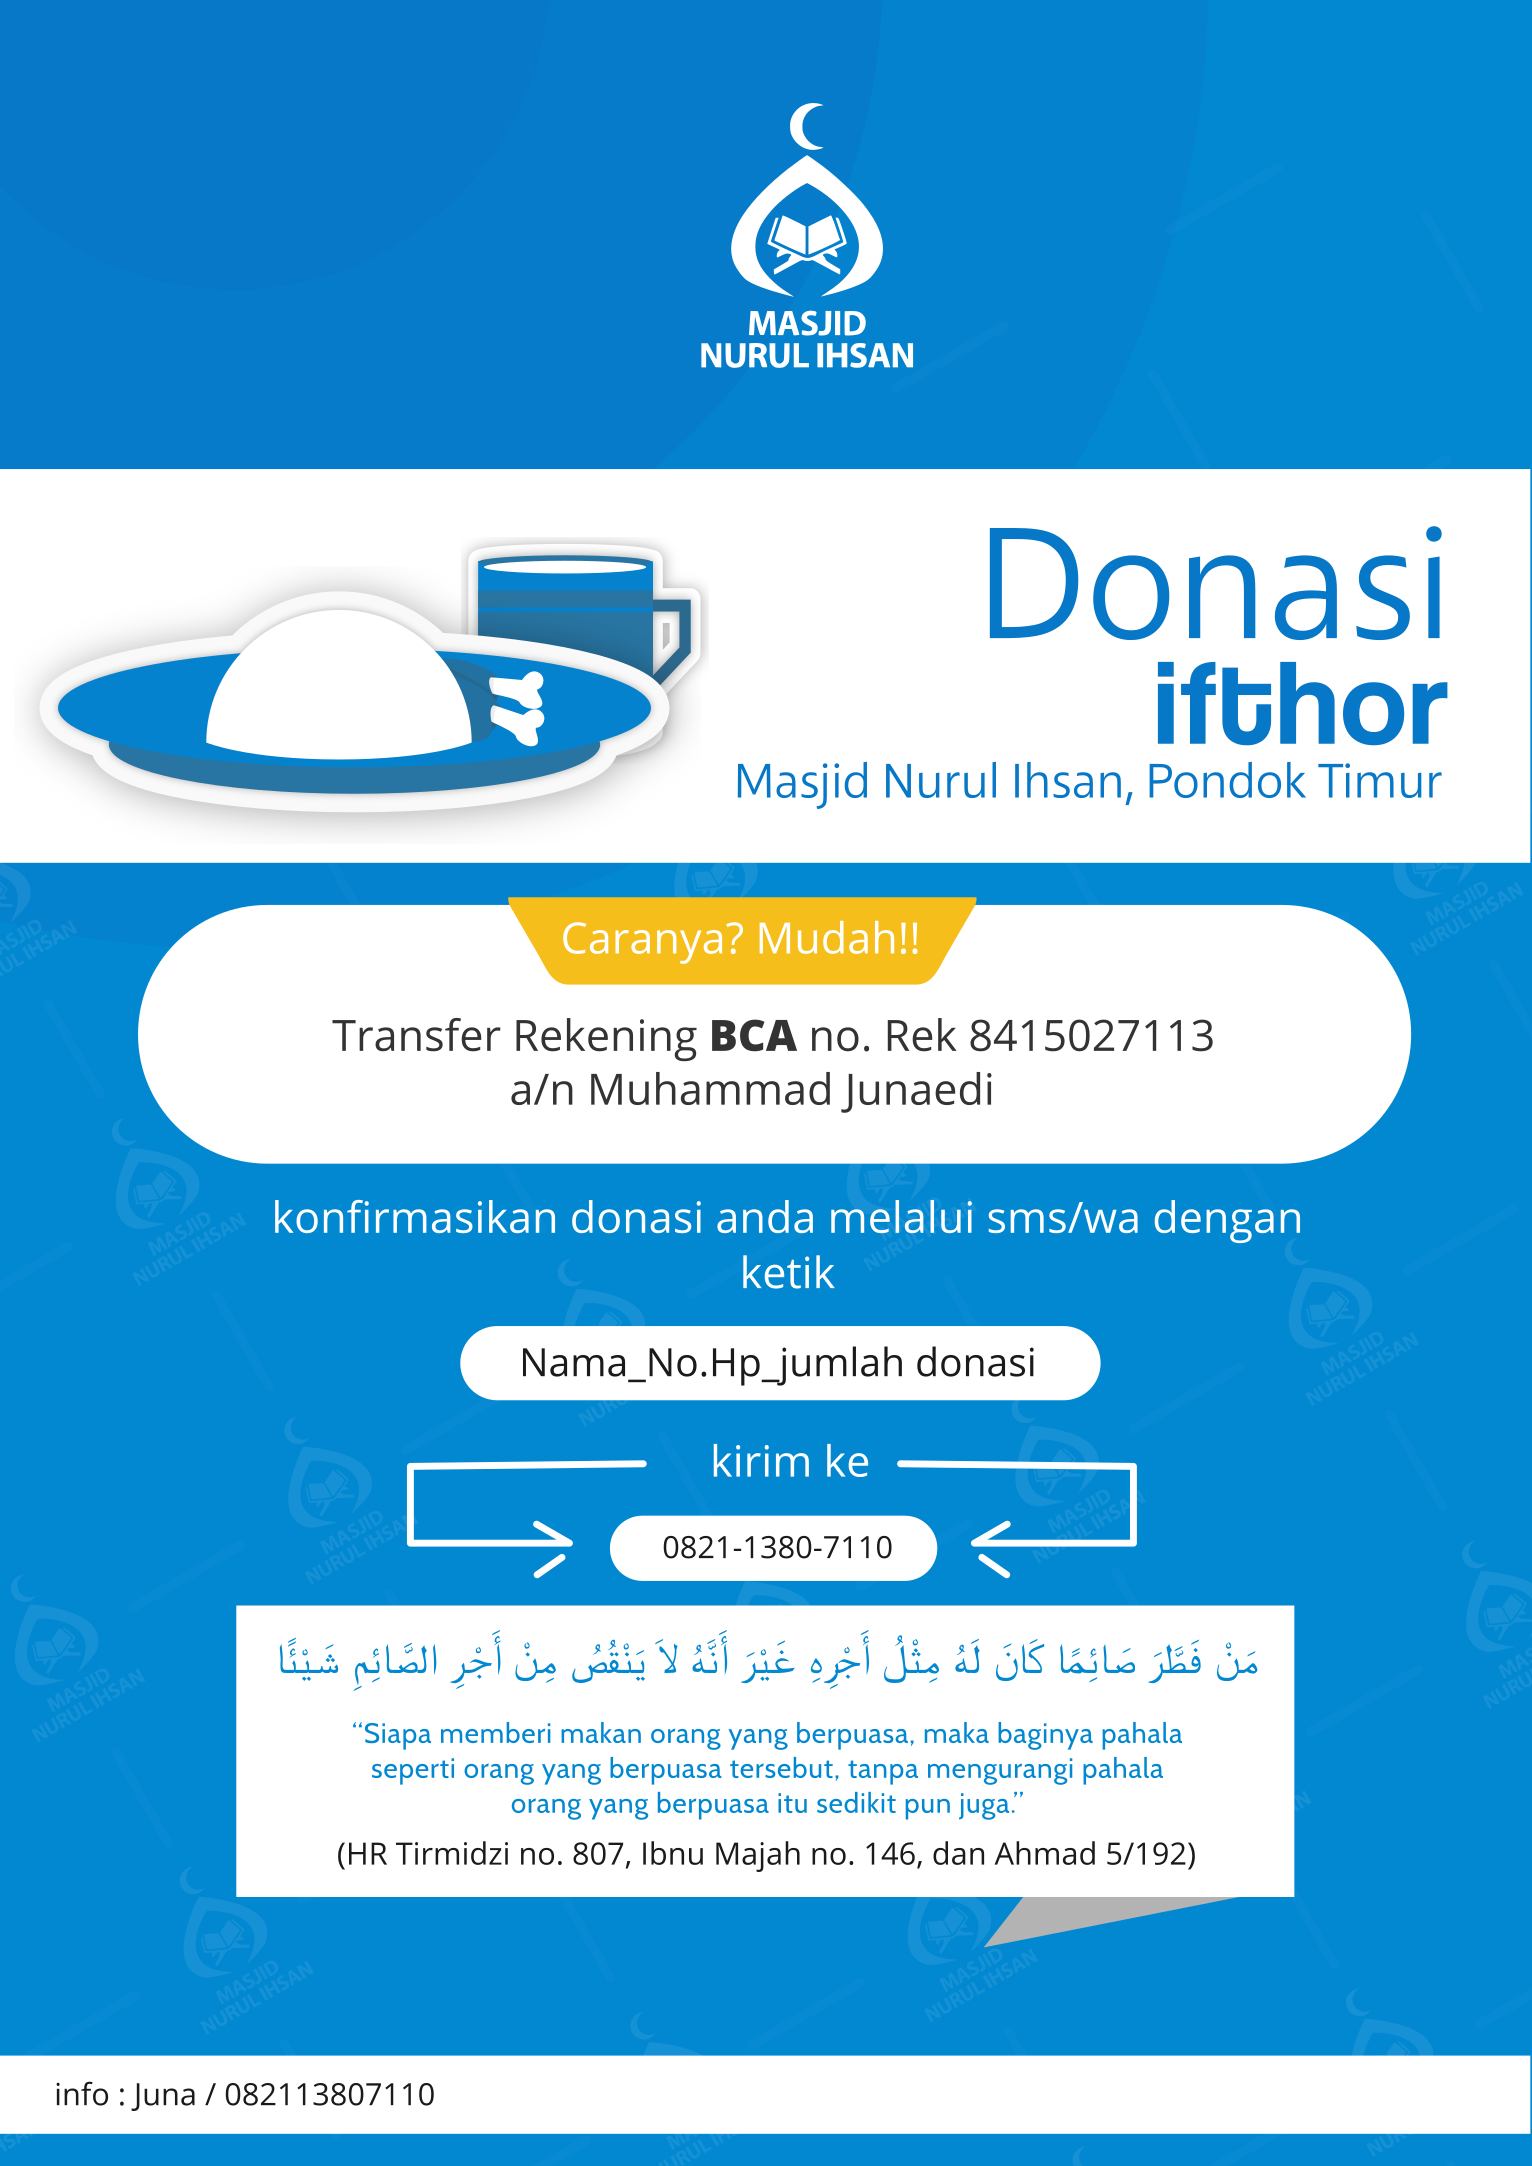 MASJID
NURUL IHSAN
Donasi
ifthor
Masjid Nurul Ihsan, Pondok Timur
Caranya? Mudah!!
Transfer Rekening BCA no. Rek 8415027113
a/n Muhammad Junaedi
konfirmasikan donasi anda melalui sms/wa dengan
ketik
Nama_No.Hp_jumlah donasi
kirim ke
0821-1380-7110
مَنْ فَطَّرَ صَائِمًا كَانَ لَهُ مِثْلُ أَجْرِهِ غَيْرَ أَنَّهُ لاَ يَنْقُصُ مِنْ أَجْرِ الصَّائِمِ شَيْئًا
“Siapa memberi makan orang yang berpuasa, maka baginya pahala
seperti orang yang berpuasa tersebut, tanpa mengurangi pahala
orang yang berpuasa itu sedikit pun juga.”
(HR Tirmidzi no. 807, Ibnu Majah no. 146, dan Ahmad 5/192)
info : Juna / 082113807110